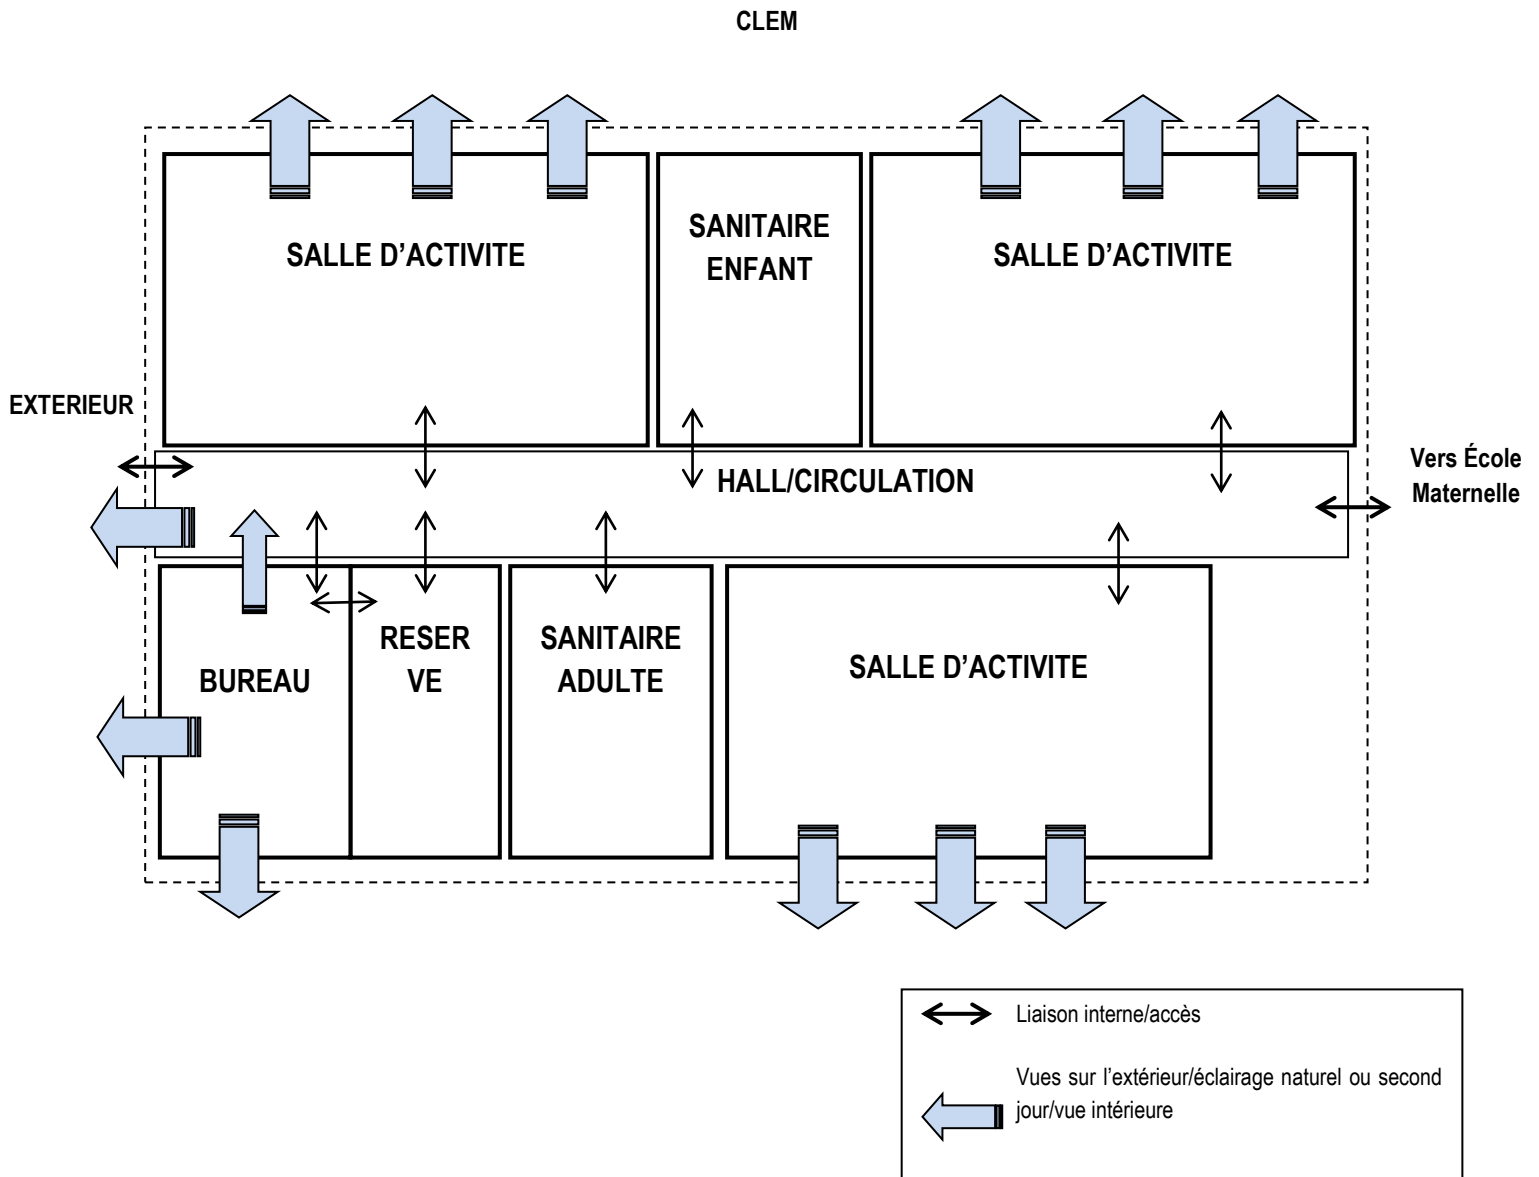 CLEM
SALLE D'ACTIVITE
SANITAIRE
ENFANT
SALLE D'ACTIVITE
EXTERIEUR
HALL/CIRCULATION
Vers École
Maternelle
BUREAU
RESER
VE
SANITAIRE
ADULTE
SALLE D'ACTIVITE
Liaison interne/accès
Vues sur l'extérieur/éclairage naturel ou second
jour/vue intérieure